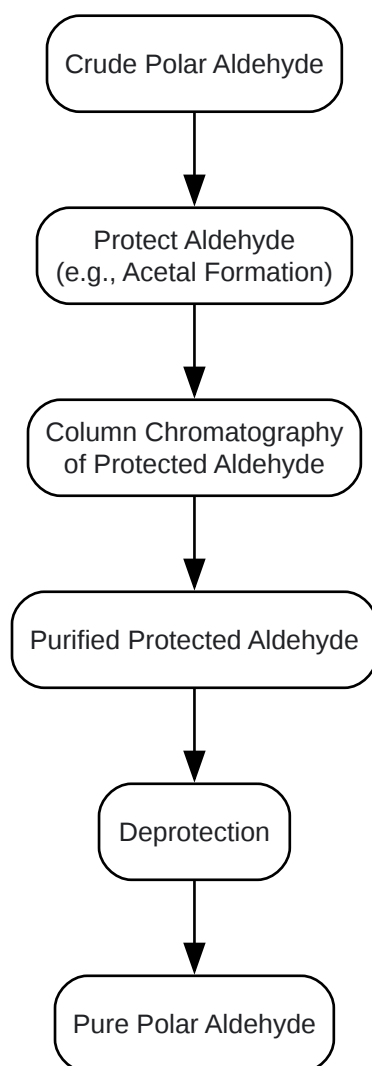 Crude Polar Aldehyde
Protect Aldehyde
(e.g., Acetal Formation)
Column Chromatography
of Protected Aldehyde
Purified Protected Aldehyde
Deprotection
Pure Polar Aldehyde